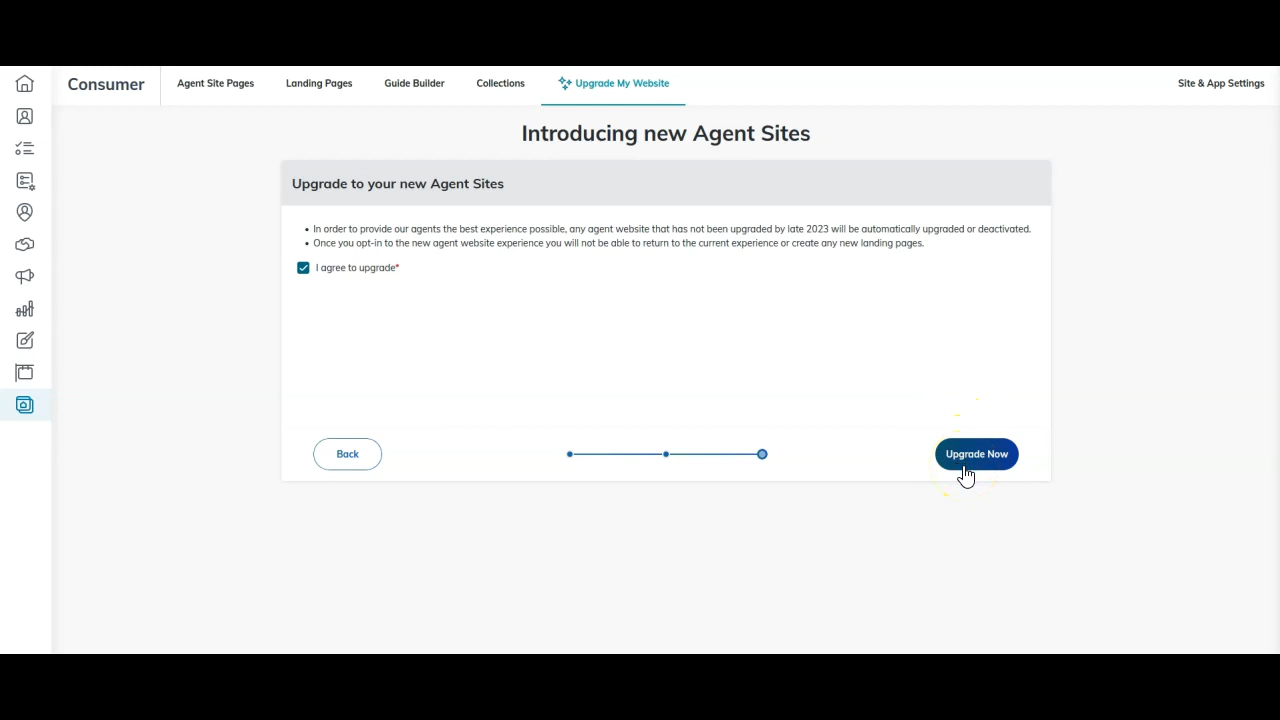 Consumer
Agent Site Pages
Landing Pages
Guide Builder
Collections
Upgrade My Website
Site & App Settings
Introducing new Agent Sites
Upgrade to your new Agent Sites
• In order to provide our agents the best experience possible, any agent website that has not been upgraded by late 2023 will be automatically upgraded or deactivated.
• Once you opt-in to the new agent website experience you will not be able to return to the current experience or create any new landing pages.
I agree to upgrade*
Back
Upgrade Now